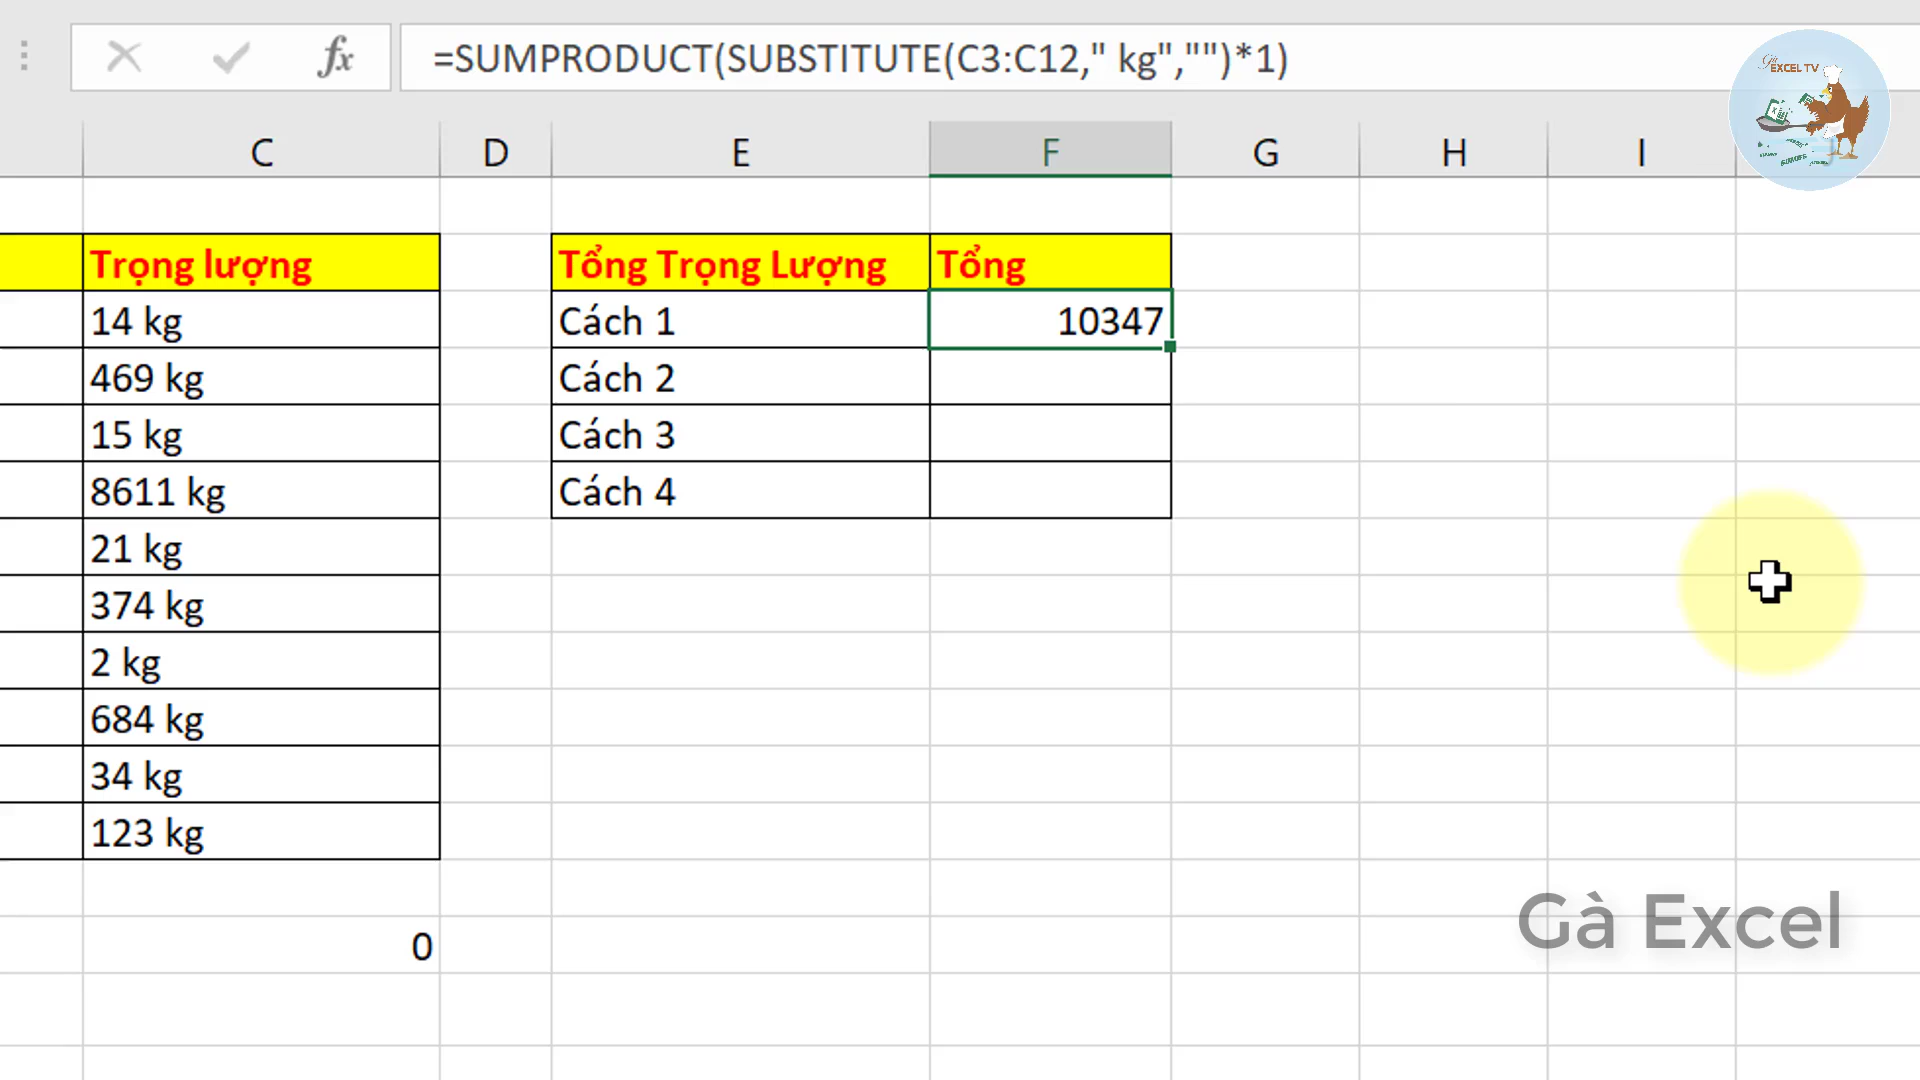 fx =SUMPRODUCT(SUBSTITUTE(C3:C12," kg","")*1)
EXCEL TV
C D E F G H I
Trọng lượng Tổng Trọng Lượng Tổng
14 kg Cách 1 10347
469 kg Cách 2
15 kg Cách 3
8611 kg Cách 4
21 kg
374 kg
2 kg
684 kg
34 kg
123 kg
Gà Excel
0